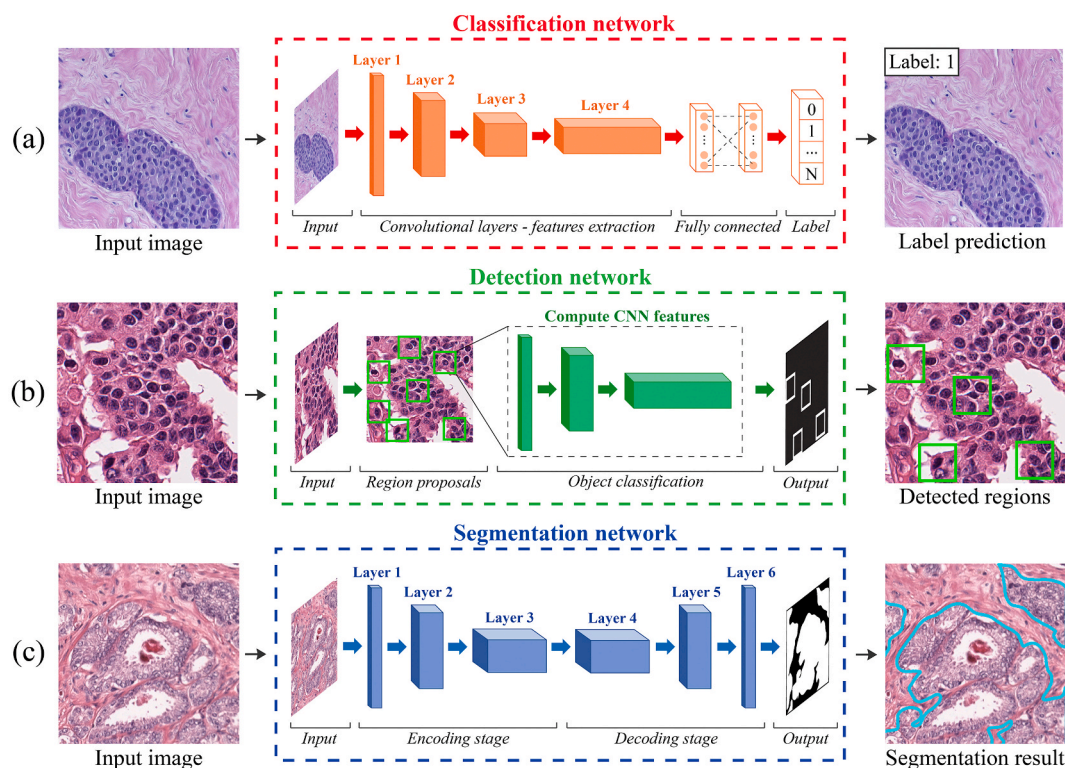 Classification network
Label: 1
Layer 1
Layer 2
Layer 3
Layer 4
(a)
0
1
...
N
Input
Convolutional layers - features extraction
Fully connected
Label
Input image
Label prediction
Detection network
Compute CNN features
(b)
Input
Region proposals
Object classification
Output
Input image
Detected regions
Segmentation network
Layer 1
Layer 2
Layer 3
Layer 4
Layer 5
Layer 6
(c)
Input
Encoding stage
Decoding stage
Output
Input image
Segmentation result